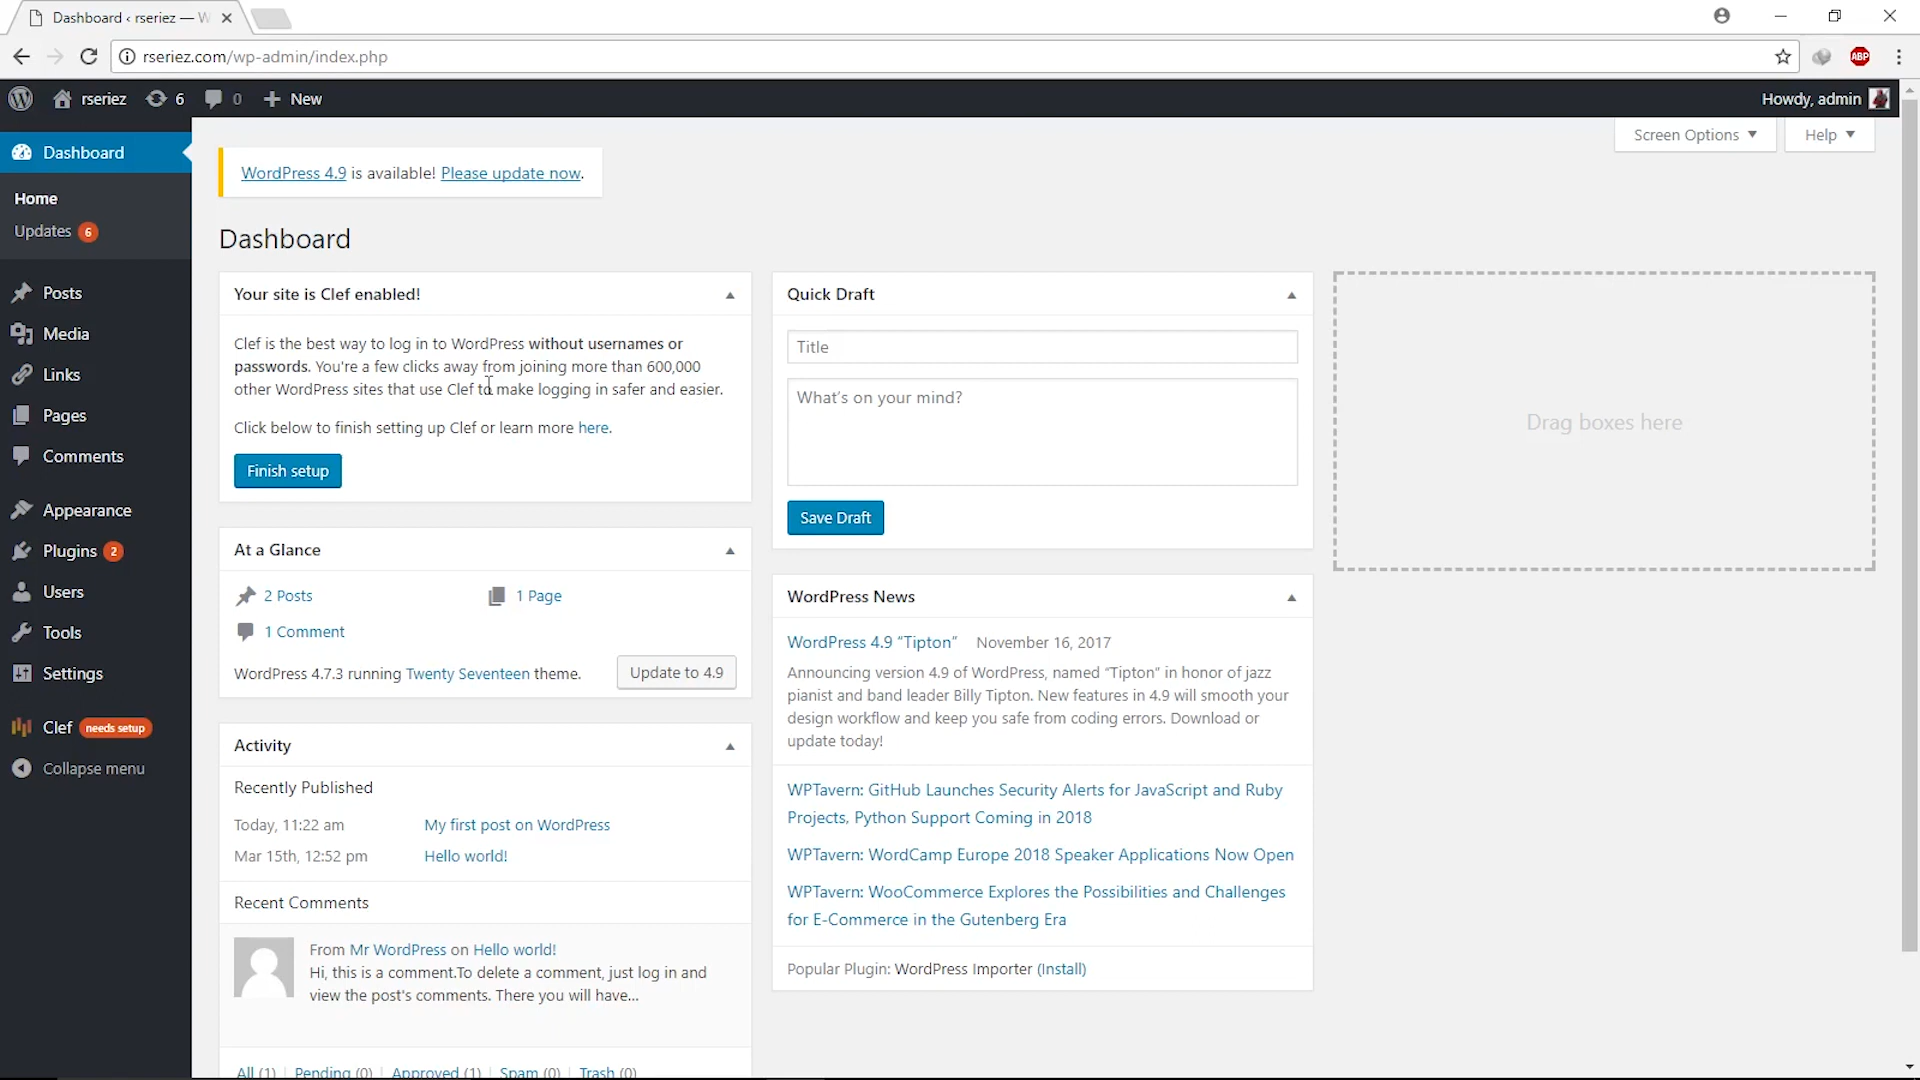 Dashboard ‹ rseriez — W
rseriez.com/wp-admin/index.php
ABP
rseriez 6 0 New
Howdy, admin
Dashboard
Home
Updates 6
Posts
Media
Links
Pages
Comments
Appearance
Plugins 2
Users
Tools
Settings
Clef needs setup
Collapse menu
Screen Options Help
WordPress 4.9 is available! Please update now.
Dashboard
Your site is Clef enabled!
Clef is the best way to log in to WordPress without usernames or
passwords. You're a few clicks away from joining more than 600,000
other WordPress sites that use Clef to make logging in safer and easier.
Click below to finish setting up Clef or learn more here.
Finish setup
At a Glance
2 Posts 1 Page
1 Comment
WordPress 4.7.3 running Twenty Seventeen theme. Update to 4.9
Activity
Recently Published
Today, 11:22 am My first post on WordPress
Mar 15th, 12:52 pm Hello world!
Recent Comments
From Mr WordPress on Hello world!
Hi, this is a comment.To delete a comment, just log in and
view the post's comments. There you will have...
All (1) | Pending (0) | Approved (1) | Spam (0) | Trash (0)
Quick Draft
Title
What's on your mind?
Save Draft
WordPress News
WordPress 4.9 “Tipton” November 16, 2017
Announcing version 4.9 of WordPress, named “Tipton” in honor of jazz
pianist and band leader Billy Tipton. New features in 4.9 will smooth your
design workflow and keep you safe from coding errors. Download or
update today!
WPTavern: GitHub Launches Security Alerts for JavaScript and Ruby
Projects, Python Support Coming in 2018
WPTavern: WordCamp Europe 2018 Speaker Applications Now Open
WPTavern: WooCommerce Explores the Possibilities and Challenges
for E-Commerce in the Gutenberg Era
Popular Plugin: WordPress Importer (Install)
Drag boxes here